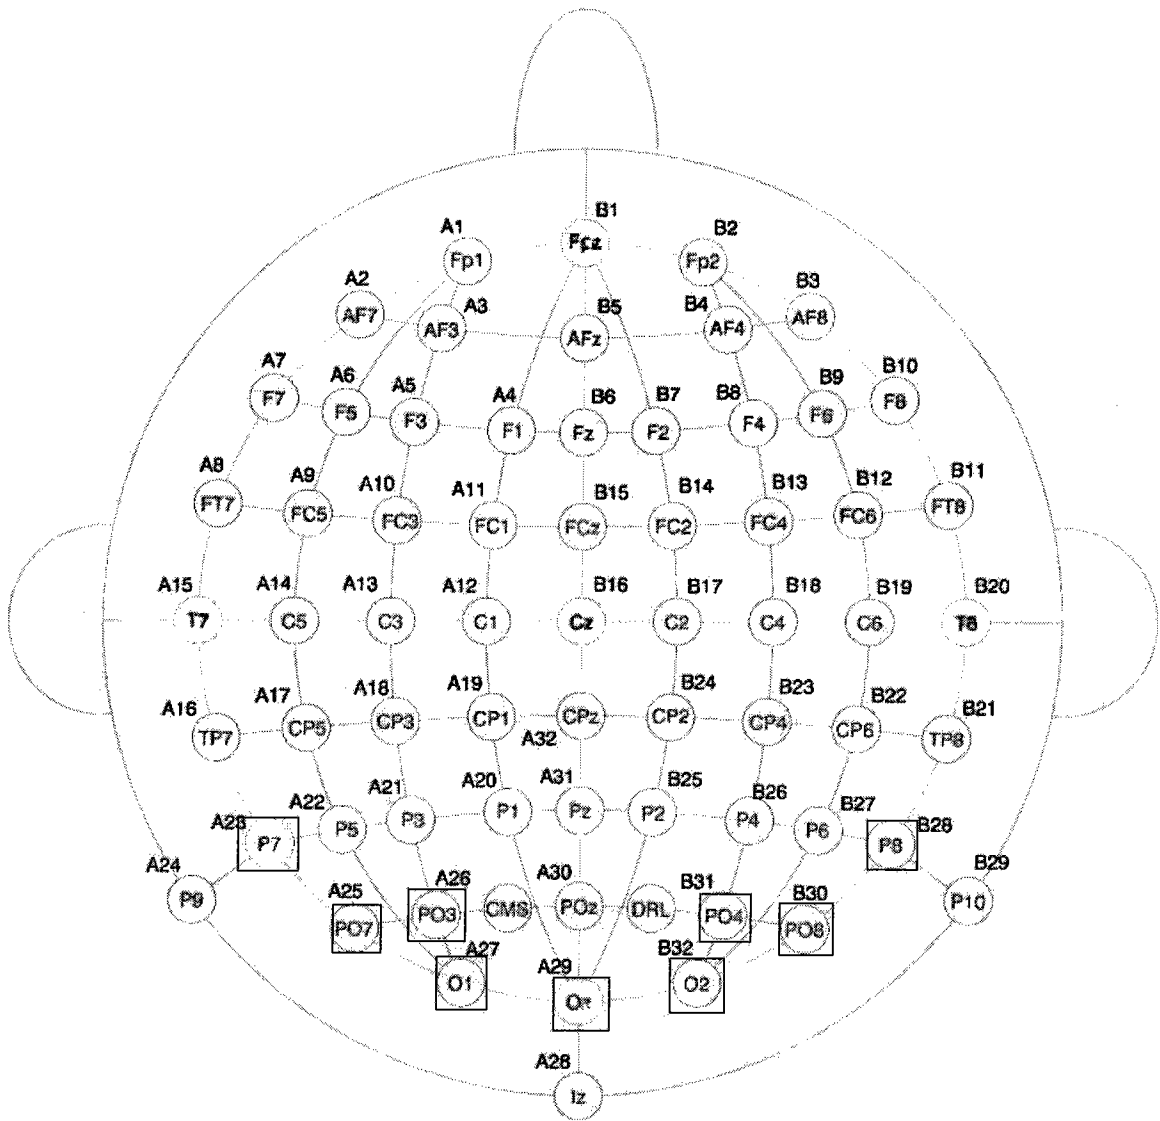 B1
A1 B2
Fpz
Fp1 Fp2
A2 B3
A3 B5 B4
AF7 AF8
AF3 AFz AF4
A7 A6 B10
A5 A4 B6 B7 B8 B9
F7 F5 F3 F1 Fz F2 F4 F6 F8
A8 A9 A10 A11 B15 B14 B13 B12 B11
FT7 FC5 FC3 FC1 FCz FC2 FC4 FC6 FT8
A15 A14 A13 A12 B16 B17 B18 B19 B20
T7 C5 C3 C1 Cz C2 C4 C6 T8
A16 A17 A18 A19 B24 B23 B22 B21
TP7 CP5 CP3 CP1 CPz CP2 CP4 CP6 TP8
A32
A23 A22 A21 A20 A31 B25 B26 B27 B28
P7 P5 P3 P1 Pz P2 P4 P6 P8
A24 A25 A26 A30 B31 B30 B29
P9 P10
PO7 PO3 CMS POz DRL PO4 PO8
A27 A29 B32
O1 Oz O2
A28
Iz